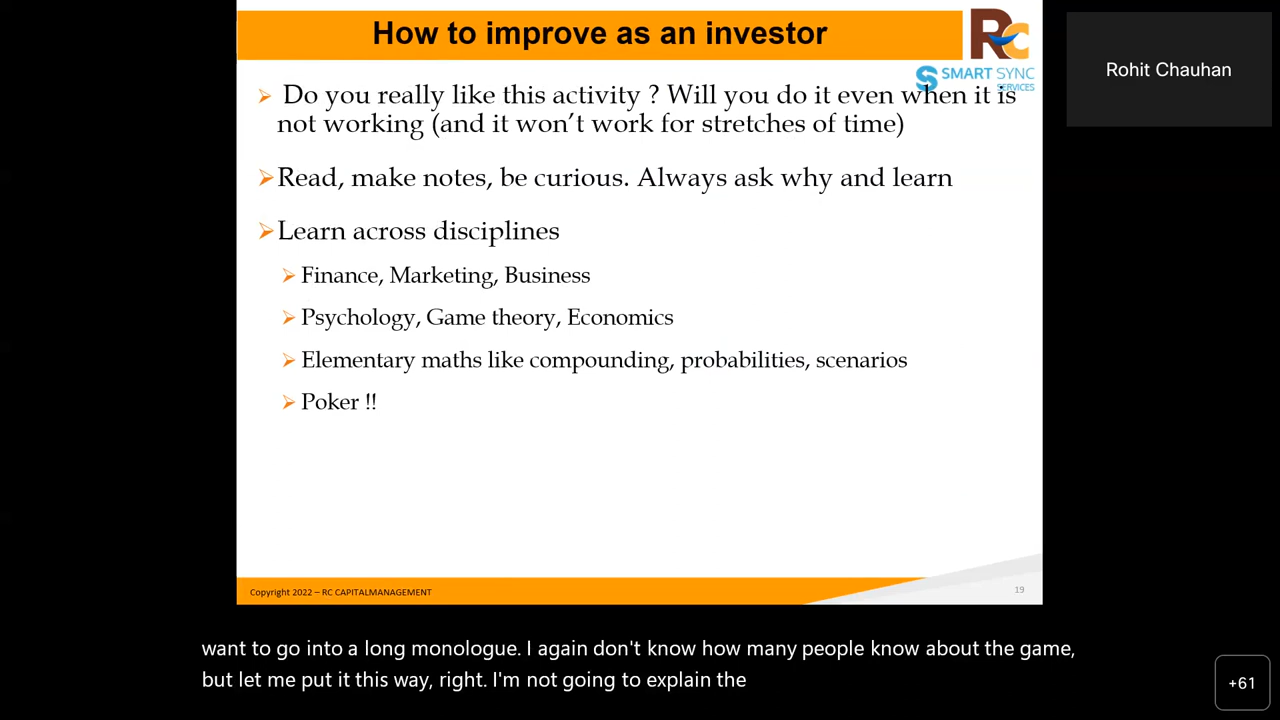 How to improve as an investor
Rc
SMART SYNC
SERVICES
Rohit Chauhan
Do you really like this activity ? Will you do it even when it is
not working (and it won't work for stretches of time)
Read, make notes, be curious. Always ask why and learn
Learn across disciplines
Finance, Marketing, Business
Psychology, Game theory, Economics
Elementary maths like compounding, probabilities, scenarios
Poker !!
Copyright 2022 – RC CAPITALMANAGEMENT
19
want to go into a long monologue. I again don't know how many people know about the game,
but let me put it this way, right. I'm not going to explain the
+61